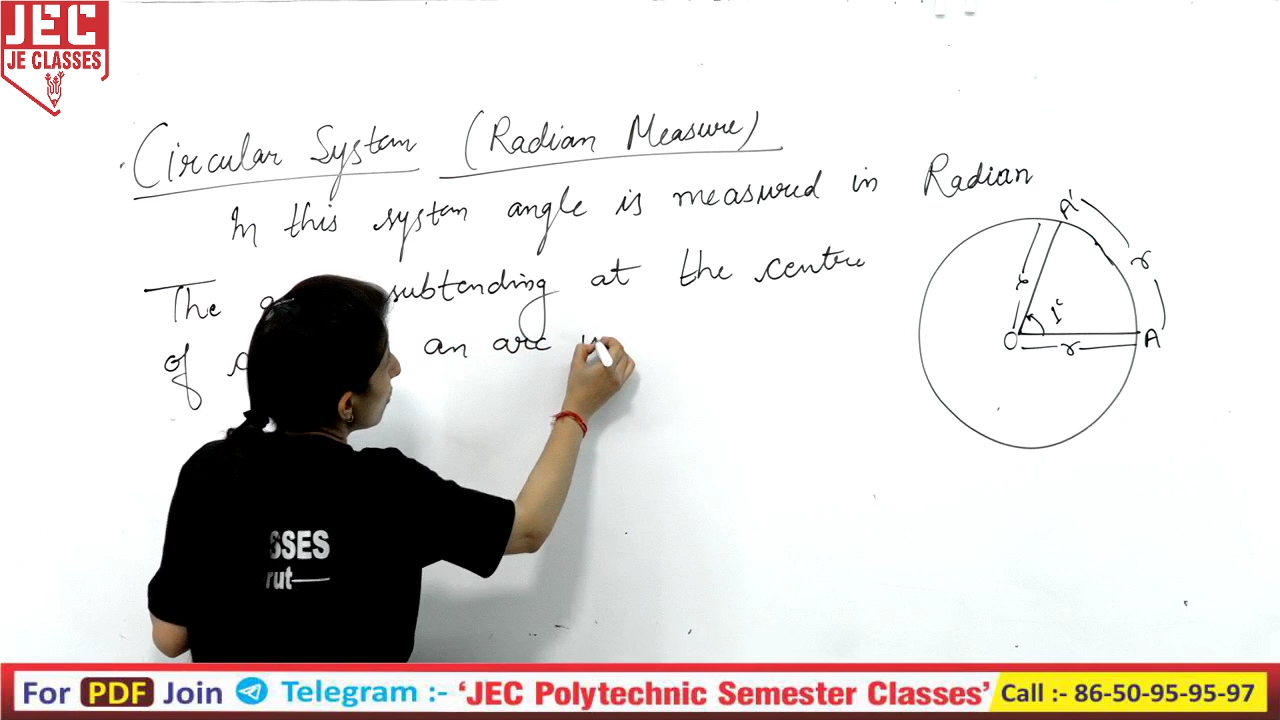 JEC
JE CLASSES
Circular System (Radian Measure)
In this system angle is measured in Radian
The subtending at the centre
of an arc
A'
r
r
1ᶜ
O
r
A
SSES
rut—
For PDF Join Telegram :- 'JEC Polytechnic Semester Classes' Call :- 86-50-95-95-97